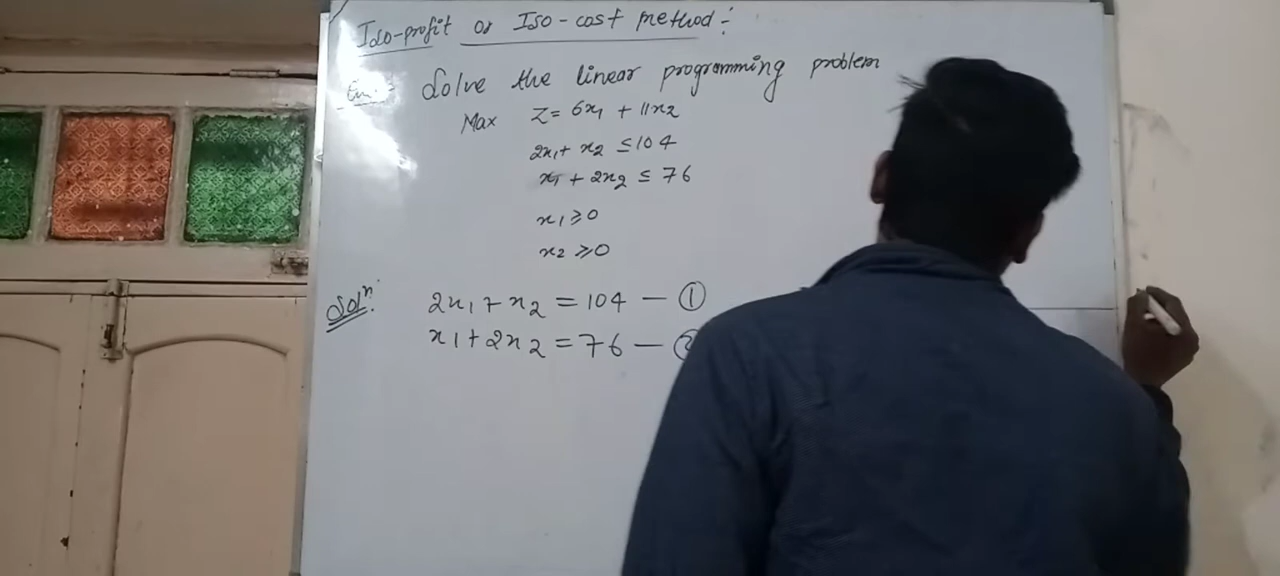 Iso-profit or Iso-cost method:-
Solve the linear programming problem
Max Z = 6x₁ + 11x₂
2x₁ + x₂ ≤ 104
x₁ + 2x₂ ≤ 76
x₁ ≥ 0
x₂ ≥ 0
Solⁿ: 2x₁ + x₂ = 104 — ①
x₁ + 2x₂ = 76 — ②